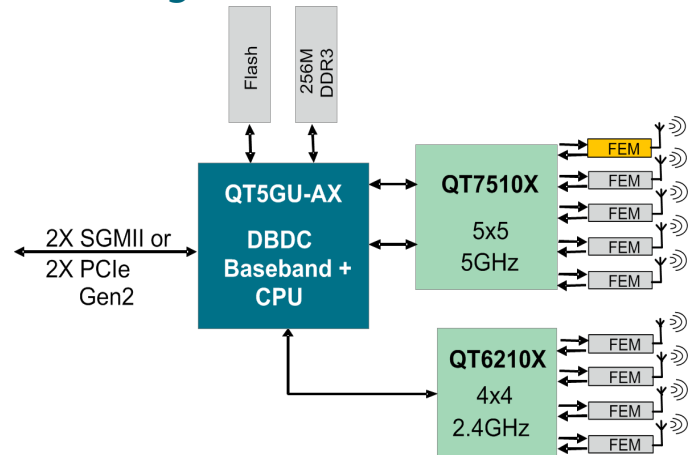 g
Flash
256M
DDR3
QT5GU-AX
DBDC
Baseband +
CPU
2X SGMII or
2X PCIe
Gen2
QT7510X
5x5
5GHz
FEM
FEM
FEM
FEM
FEM
QT6210X
4x4
2.4GHz
FEM
FEM
FEM
FEM